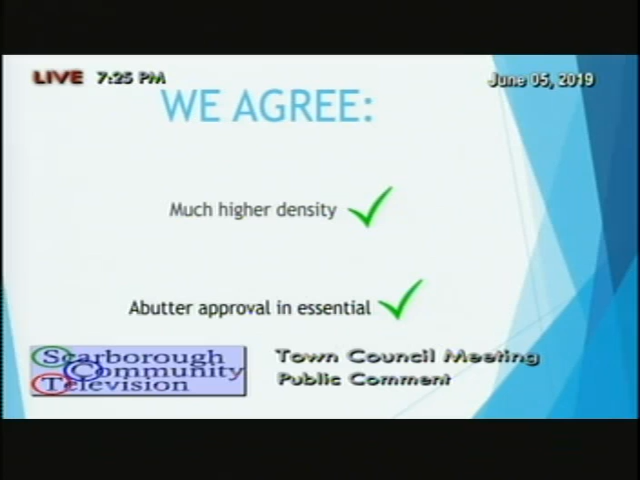 LIVE 7:25 PM
June 05, 2019
WE AGREE:
Much higher density
Abutter approval in essential
Scarborough
Community
Television
Town Council Meeting
Public Comment